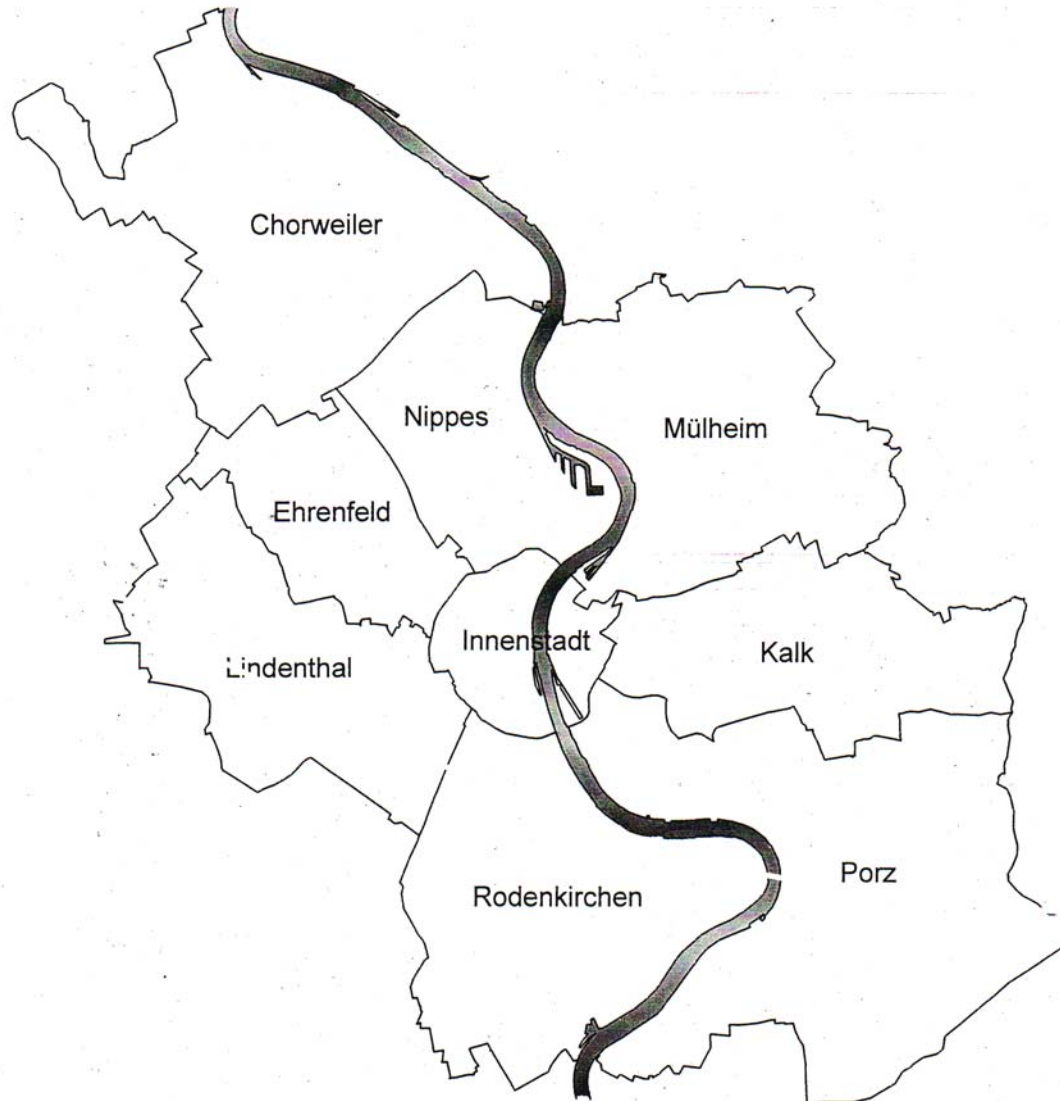 Chorweiler
Nippes
Mülheim
Ehrenfeld
Innenstadt
Kalk
Lindenthal
Porz
Rodenkirchen